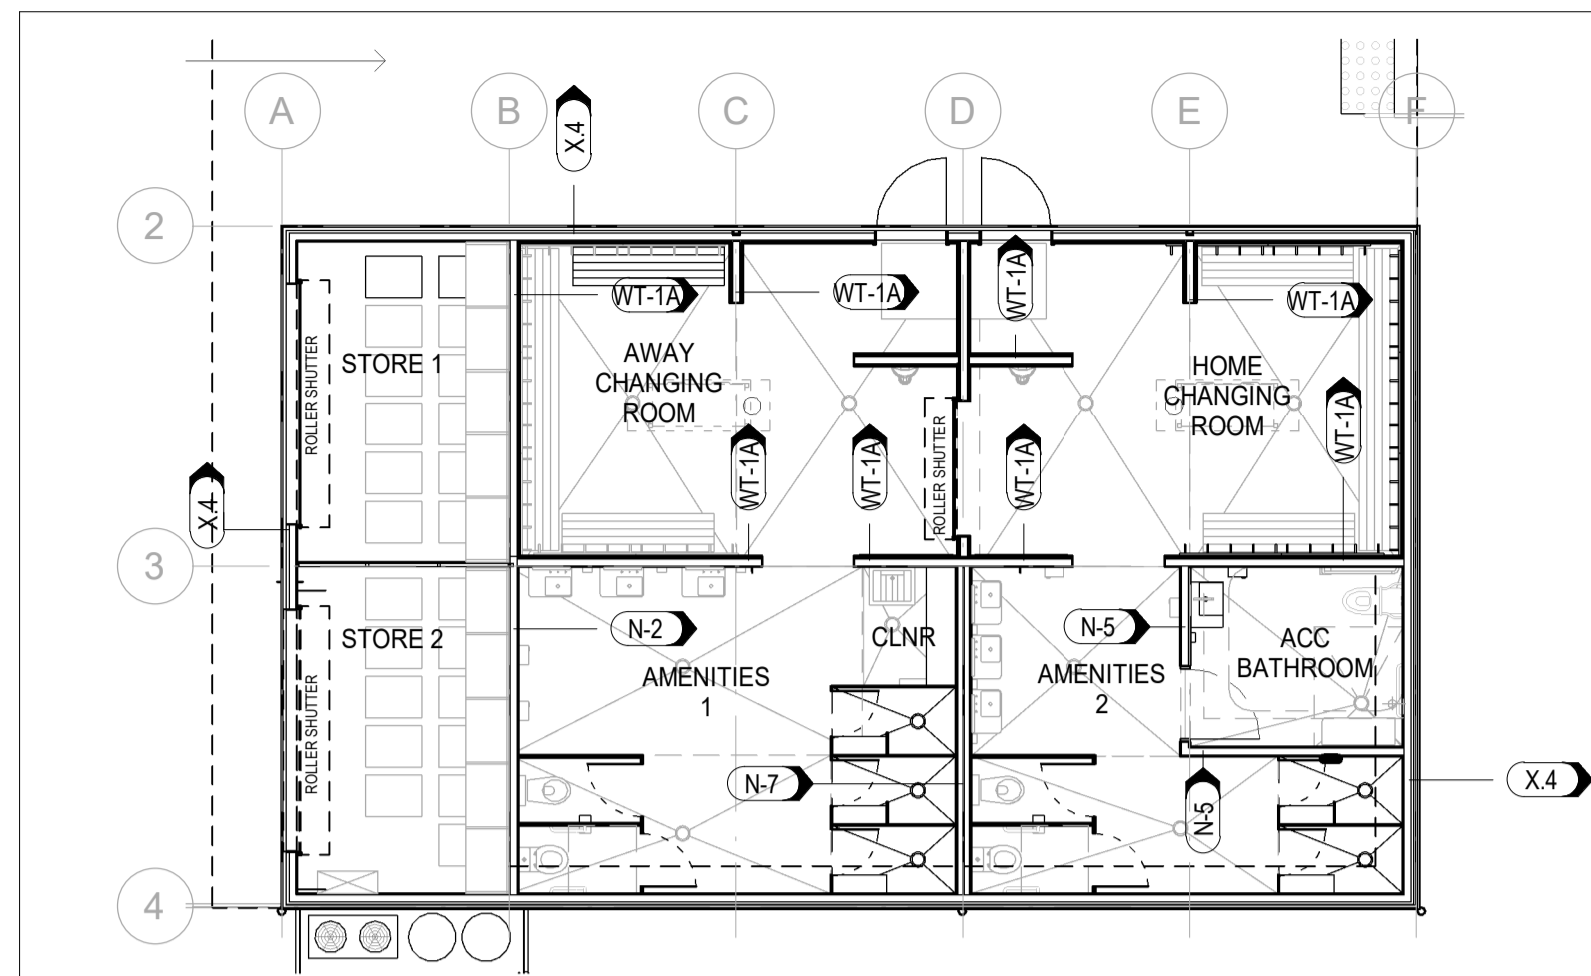 A
B
C
D
E
F
X.4
2
WT-1A
WT-1A
WT-1A
WT-1A
ROLLER SHUTTER
STORE 1
AWAY
CHANGING
ROOM
HOME
CHANGING
ROOM
WT-1A
WT-1A
WT-1A
WT-1A
ROLLER SHUTTER
X.4
3
STORE 2
N-2
CLNR
N-5
ACC
BATHROOM
AMENITIES
1
AMENITIES
2
ROLLER SHUTTER
N-7
N-5
X.4
4